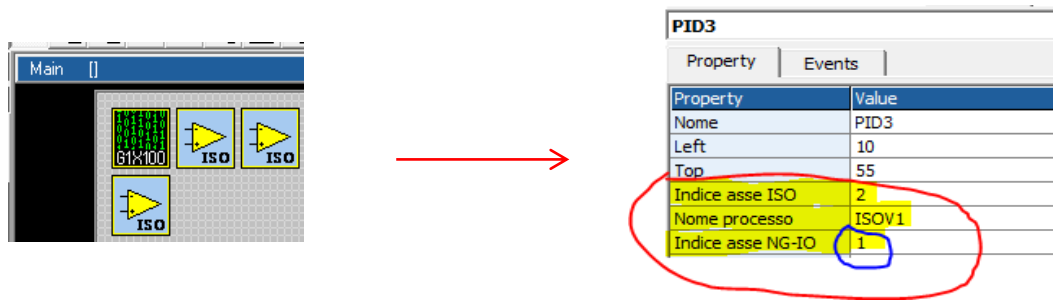 Main []
G1X100
ISO
ISO
ISO
PID3
Property Events
Property Value
Nome PID3
Left 10
Top 55
Indice asse ISO 2
Nome processo ISOV1
Indice asse NG-IO 1